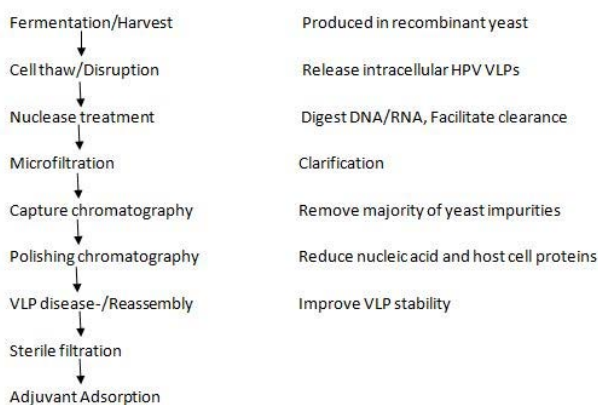 Fermentation/Harvest Produced in recombinant yeast
Cell thaw/Disruption Release intracellular HPV VLPs
Nuclease treatment Digest DNA/RNA, Facilitate clearance
Microfiltration Clarification
Capture chromatography Remove majority of yeast impurities
Polishing chromatography Reduce nucleic acid and host cell proteins
VLP disease-/Reassembly Improve VLP stability
Sterile filtration
Adjuvant Adsorption